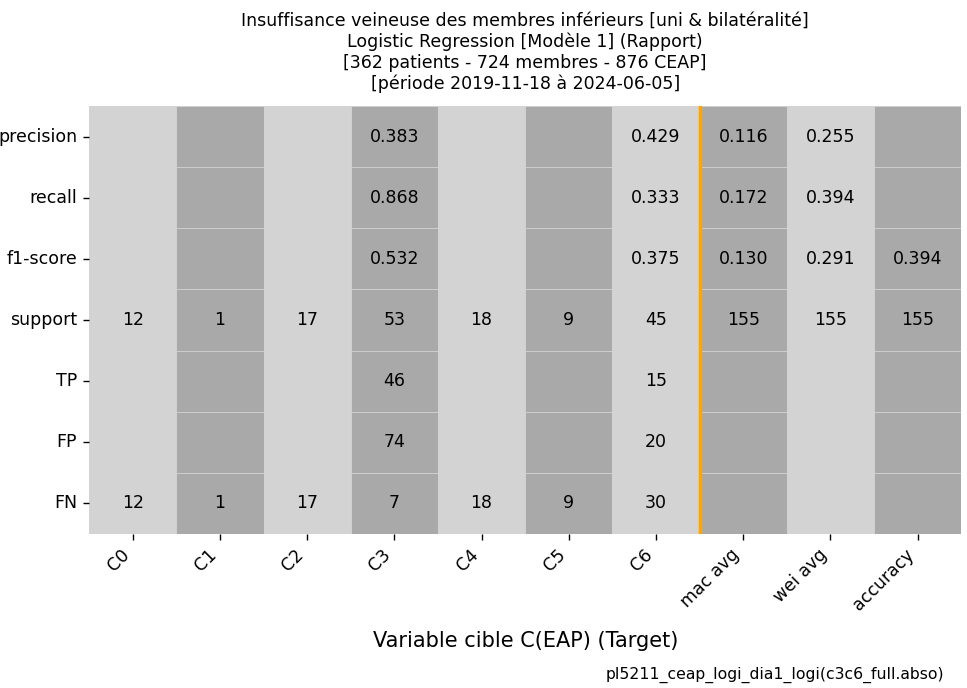 Insuffisance veineuse des membres inférieurs [uni & bilatéralité]
Logistic Regression [Modèle 1] (Rapport)
[362 patients - 724 membres - 876 CEAP]
[période 2019-11-18 à 2024-06-05]
precision 0.383 0.429 0.116 0.255
recall 0.868 0.333 0.172 0.394
f1-score 0.532 0.375 0.130 0.291 0.394
support 12 1 17 53 18 9 45 155 155 155
TP 46 15
FP 74 20
FN 12 1 17 7 18 9 30
C0 C1 C2 C3 C4 C5 C6 mac avg wei avg accuracy
Variable cible C(EAP) (Target)
pl5211_ceap_logi_dia1_logi(c3c6_full.abso)